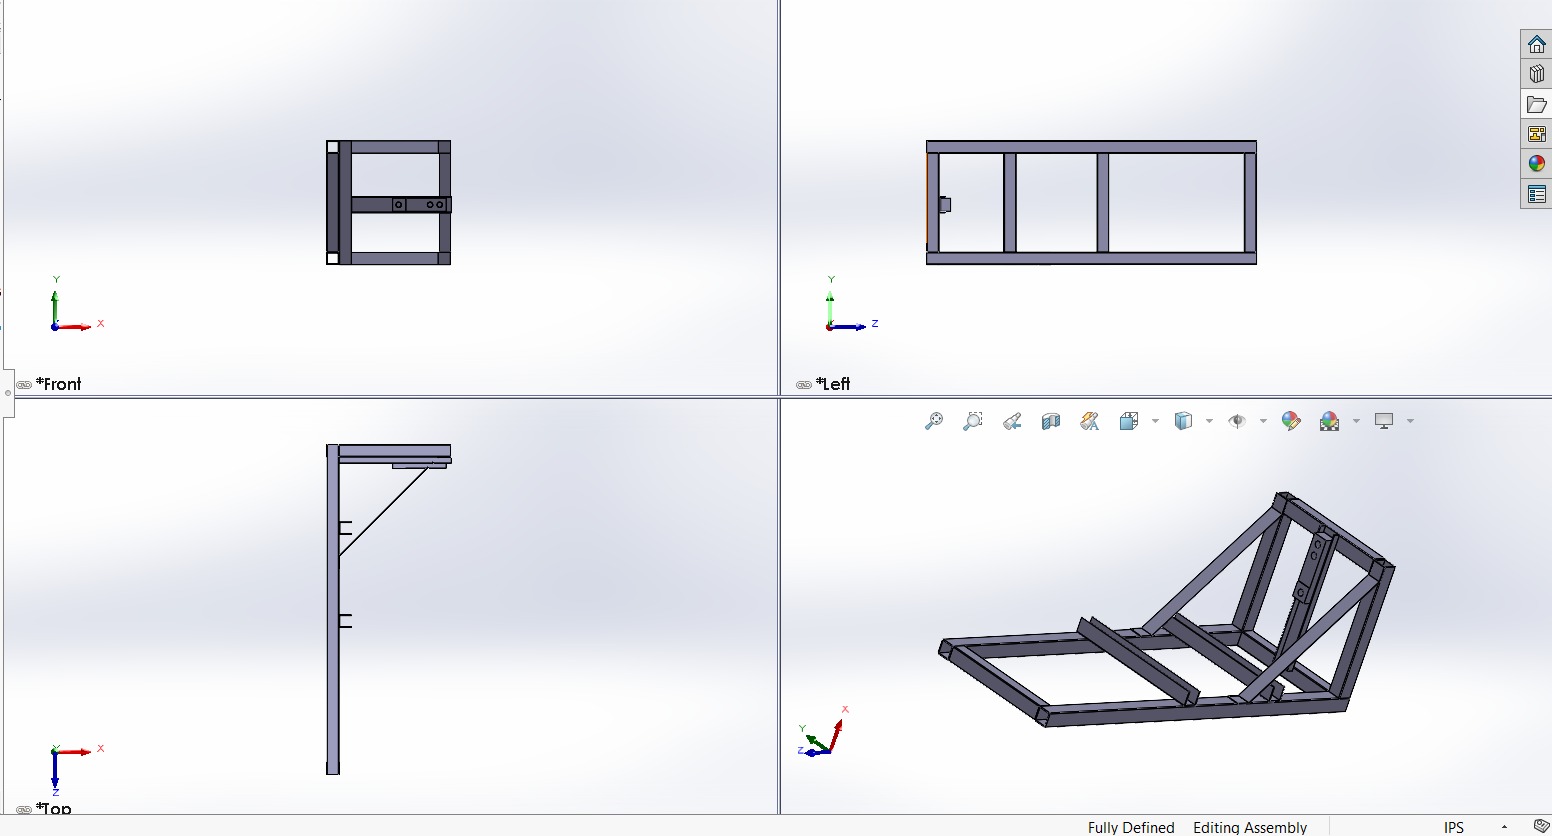 Y
X
*Front
Y
Z
*Left
Y
X
Z
*Top
X
Y
Z
Fully Defined Editing Assembly IPS